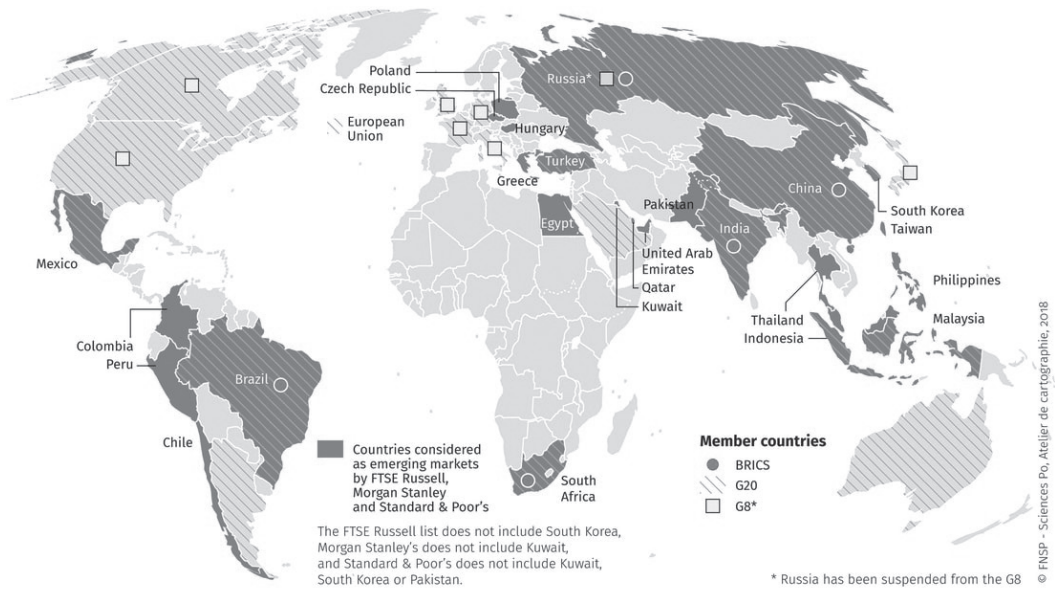 Poland
Czech Republic
European
Union
Russia*
Hungary
Turkey
Greece
Egypt
Pakistan
China
India
South Korea
Taiwan
United Arab
Emirates
Qatar
Kuwait
Philippines
Thailand
Malaysia
Indonesia
Mexico
Colombia
Peru
Brazil
Chile
South
Africa
Countries considered
as emerging markets
by FTSE Russell,
Morgan Stanley
and Standard & Poor's
The FTSE Russell list does not include South Korea,
Morgan Stanley's does not include Kuwait,
and Standard & Poor's does not include Kuwait,
South Korea or Pakistan.
Member countries
BRICS
G20
G8*
* Russia has been suspended from the G8
© FNSP - Sciences Po, Atelier de cartographie, 2018